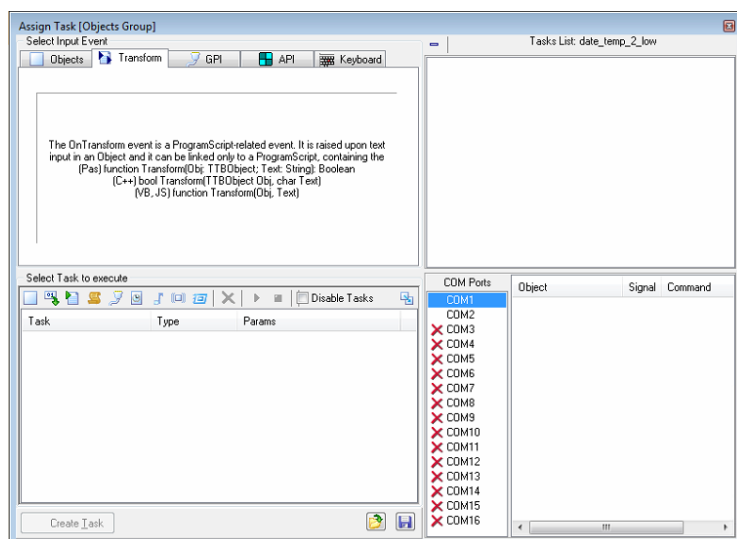 Assign Task [Objects Group]
Select Input Event
Objects
Transform
GPI
API
Keyboard
The OnTransform event is a ProgramScript-related event. It is raised upon text
input in an Object and it can be linked only to a ProgramScript, containing the
(Pas) function Transform(Obj: TTBObject; Text: String): Boolean
(C++) bool Transform(TTBObject Obj, char Text)
(VB, JS) function Transform(Obj, Text)
Tasks List: date_temp_2_low
Select Task to execute
Disable Tasks
Task Type Params
Create Task
COM Ports
COM1
COM2
COM3
COM4
COM5
COM6
COM7
COM8
COM9
COM10
COM11
COM12
COM13
COM14
COM15
COM16
Object Signal Command